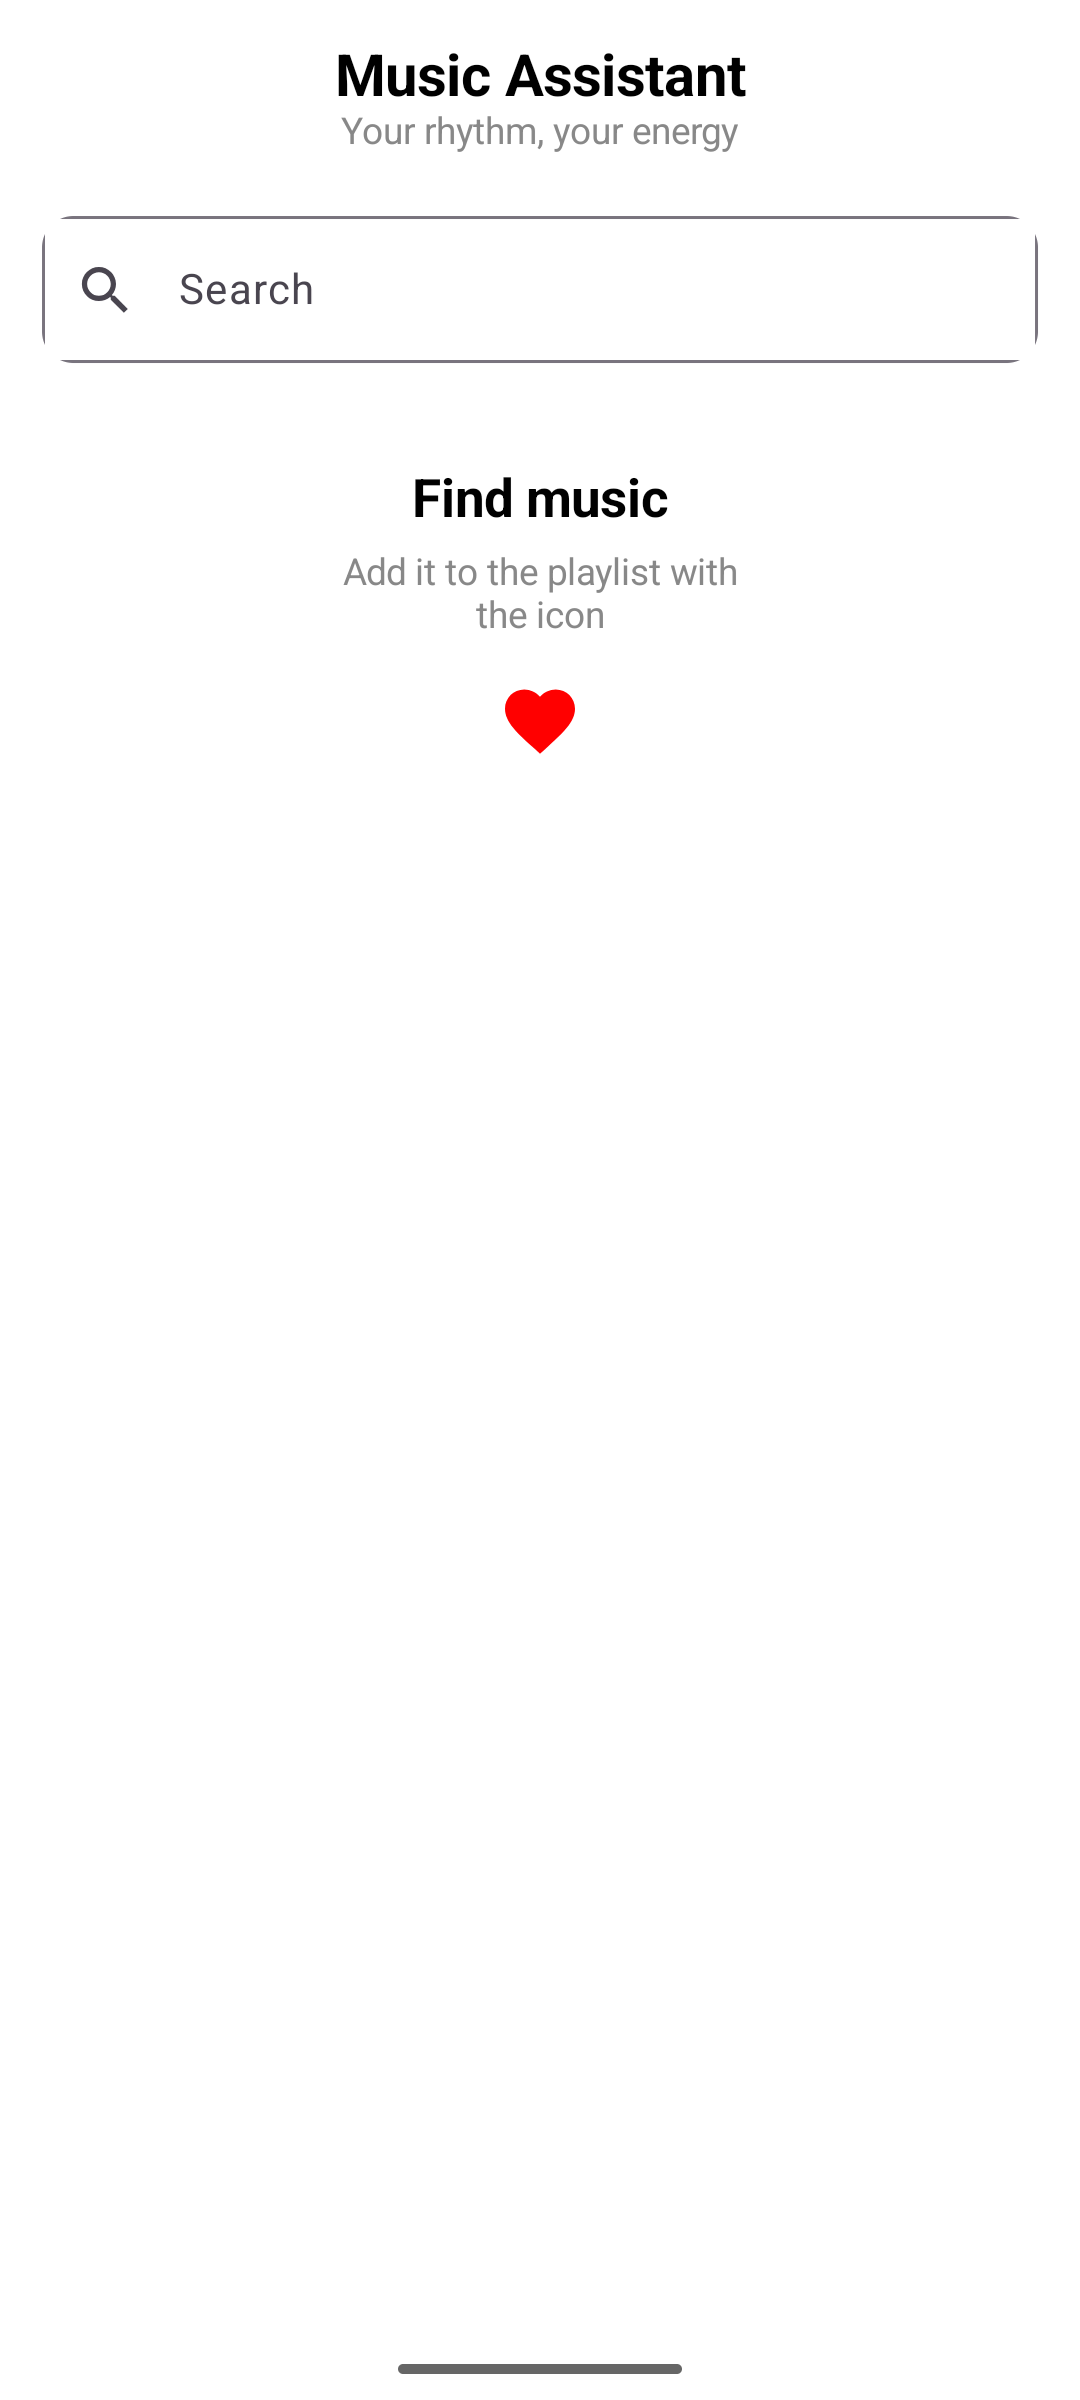 Music Assistant
Your rhythm, your energy
Search
Find music
Add it to the playlist with
the icon